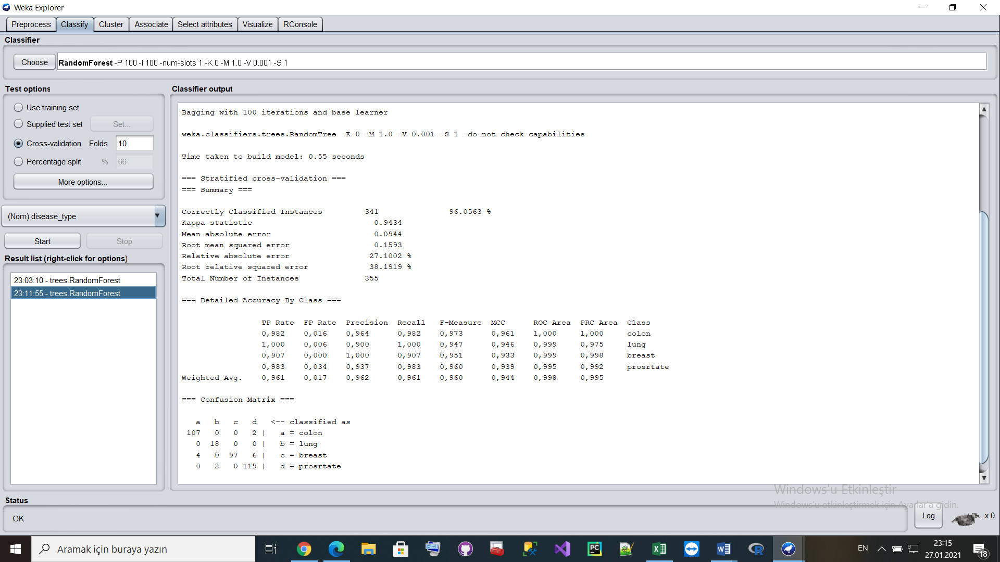 Weka Explorer
Preprocess Classify Cluster Associate Select attributes Visualize RConsole
Classifier
Choose RandomForest -P 100 -I 100 -num-slots 1 -K 0 -M 1.0 -V 0.001 -S 1
Test options
Use training set
Supplied test set Set...
Cross-validation Folds 10
Percentage split % 66
More options...
(Nom) disease_type
Start Stop
Result list (right-click for options)
23:03:10 - trees.RandomForest
23:11:55 - trees.RandomForest
Classifier output
Bagging with 100 iterations and base learner
weka.classifiers.trees.RandomTree -K 0 -M 1.0 -V 0.001 -S 1 -do-not-check-capabilities
Time taken to build model: 0.55 seconds
=== Stratified cross-validation ===
=== Summary ===
Correctly Classified Instances 341 96.0563 %
Kappa statistic 0.9434
Mean absolute error 0.0944
Root mean squared error 0.1593
Relative absolute error 27.1002 %
Root relative squared error 38.1919 %
Total Number of Instances 355
=== Detailed Accuracy By Class ===
TP Rate FP Rate Precision Recall F-Measure MCC ROC Area PRC Area Class
0,982 0,016 0,964 0,982 0,973 0,961 1,000 1,000 colon
1,000 0,006 0,900 1,000 0,947 0,946 0,999 0,975 lung
0,907 0,000 1,000 0,907 0,951 0,933 0,999 0,998 breast
0,983 0,034 0,937 0,983 0,960 0,939 0,995 0,992 prosrtate
Weighted Avg. 0,961 0,017 0,962 0,961 0,960 0,944 0,998 0,995
=== Confusion Matrix ===
a b c d <-- classified as
107 0 0 2 | a = colon
0 18 0 0 | b = lung
4 0 97 6 | c = breast
0 2 0 119 | d = prosrtate
Windows'u Etkinleştir
Windows'u etkinleştirmek için Ayarlar'a gidin.
Status
OK
Log
x 0
Aramak için buraya yazın
PC
EN
23:15
27.01.2021
18